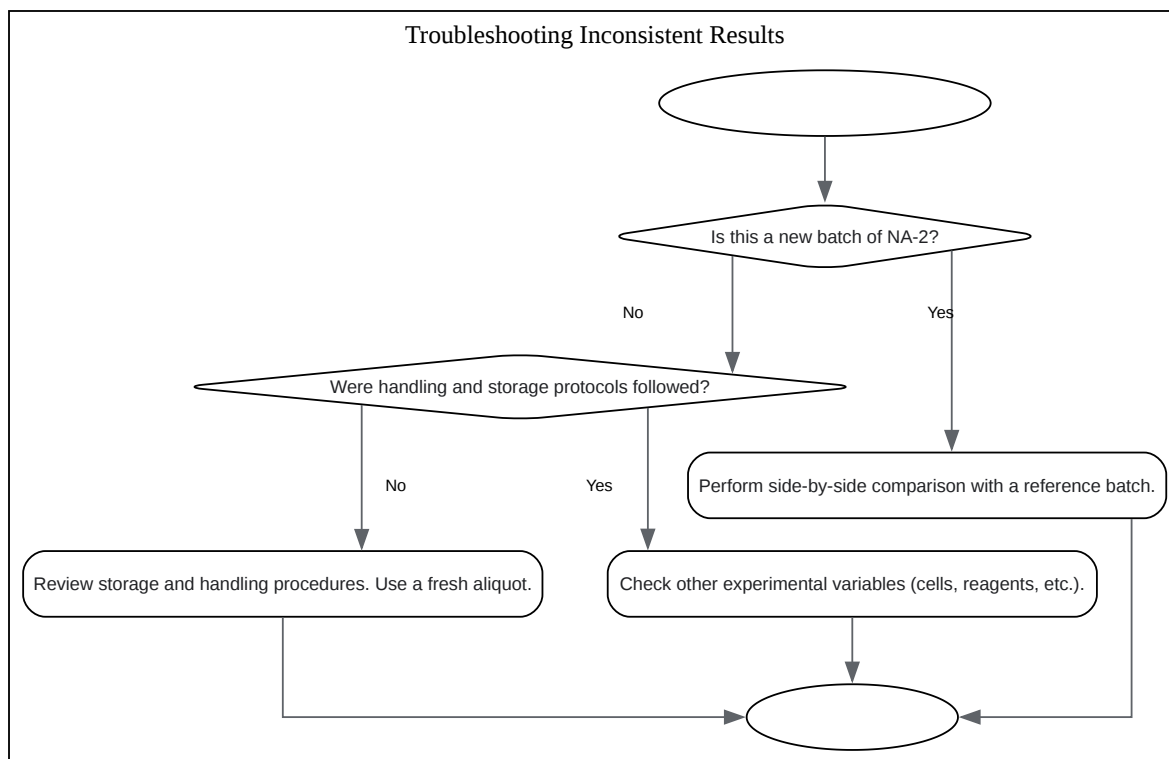 Troubleshooting Inconsistent Results
Is this a new batch of NA-2?
No
Yes
Were handling and storage protocols followed?
No
Yes
Perform side-by-side comparison with a reference batch.
Review storage and handling procedures. Use a fresh aliquot.
Check other experimental variables (cells, reagents, etc.).